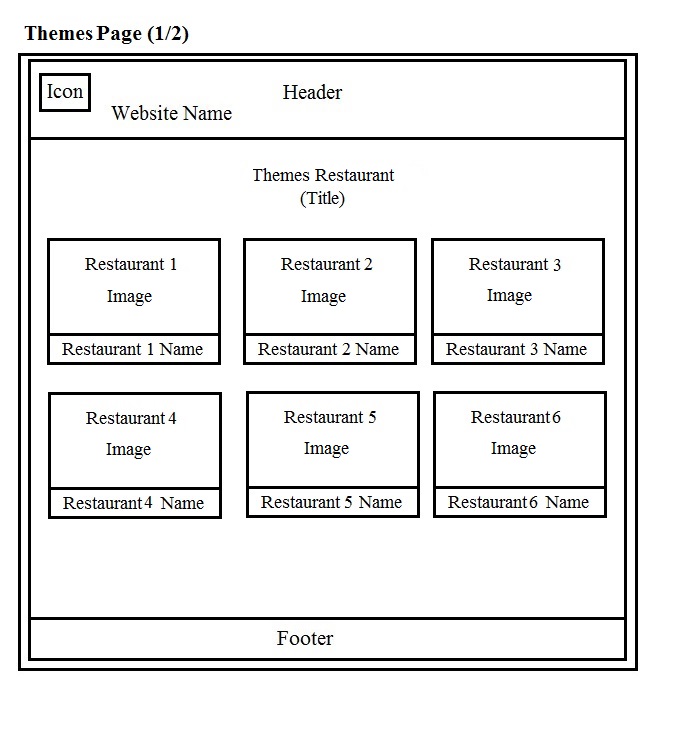 Themes Page (1/2)
Icon
Header
Website Name
Themes Restaurant
(Title)
Restaurant 1
Image
Restaurant 1 Name
Restaurant 2
Image
Restaurant 2 Name
Restaurant 3
Image
Restaurant 3 Name
Restaurant 4
Image
Restaurant 4 Name
Restaurant 5
Image
Restaurant 5 Name
Restaurant 6
Image
Restaurant 6 Name
Footer